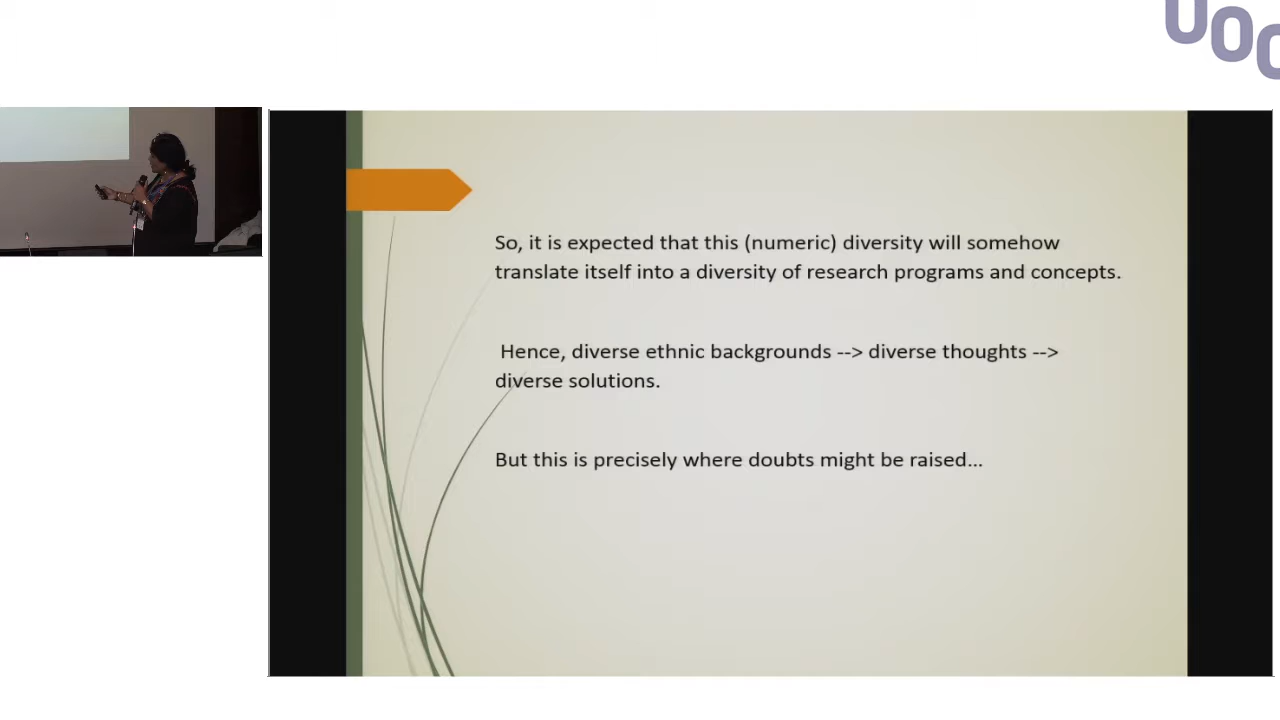 UOC
So, it is expected that this (numeric) diversity will somehow
translate itself into a diversity of research programs and concepts.
Hence, diverse ethnic backgrounds --> diverse thoughts -->
diverse solutions.
But this is precisely where doubts might be raised...